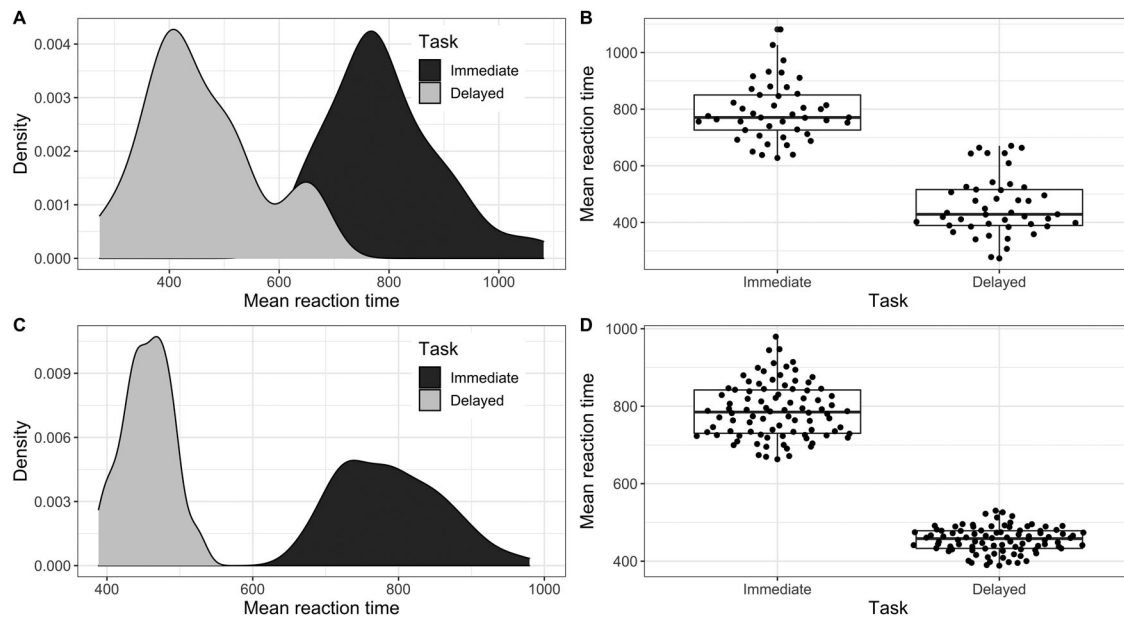 A
Density
0.004
0.003
0.002
0.001
0.000
400
600
800
1000
Mean reaction time
Task
Immediate
Delayed
B
Mean reaction time
1000
800
600
400
Immediate
Delayed
Task
C
Density
0.009
0.006
0.003
0.000
400
600
800
1000
Mean reaction time
Task
Immediate
Delayed
D
Mean reaction time
1000
800
600
400
Immediate
Delayed
Task